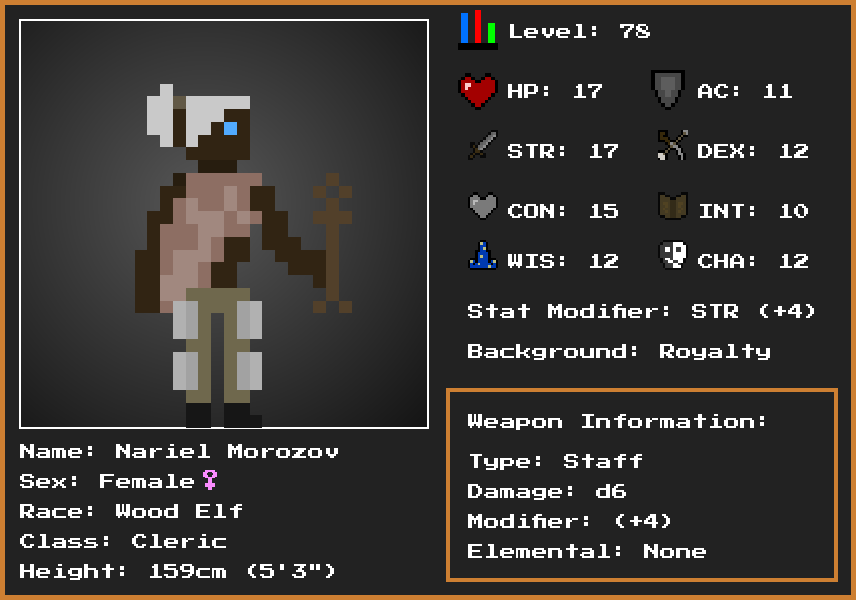 Level: 78
HP: 17
AC: 11
STR: 17
DEX: 12
CON: 15
INT: 10
WIS: 12
CHA: 12
Stat Modifier: STR (+4)
Background: Royalty
Weapon Information:
Type: Staff
Damage: d6
Modifier: (+4)
Elemental: None
Name: Nariel Morozov
Sex: Female♀
Race: Wood Elf
Class: Cleric
Height: 159cm (5'3")